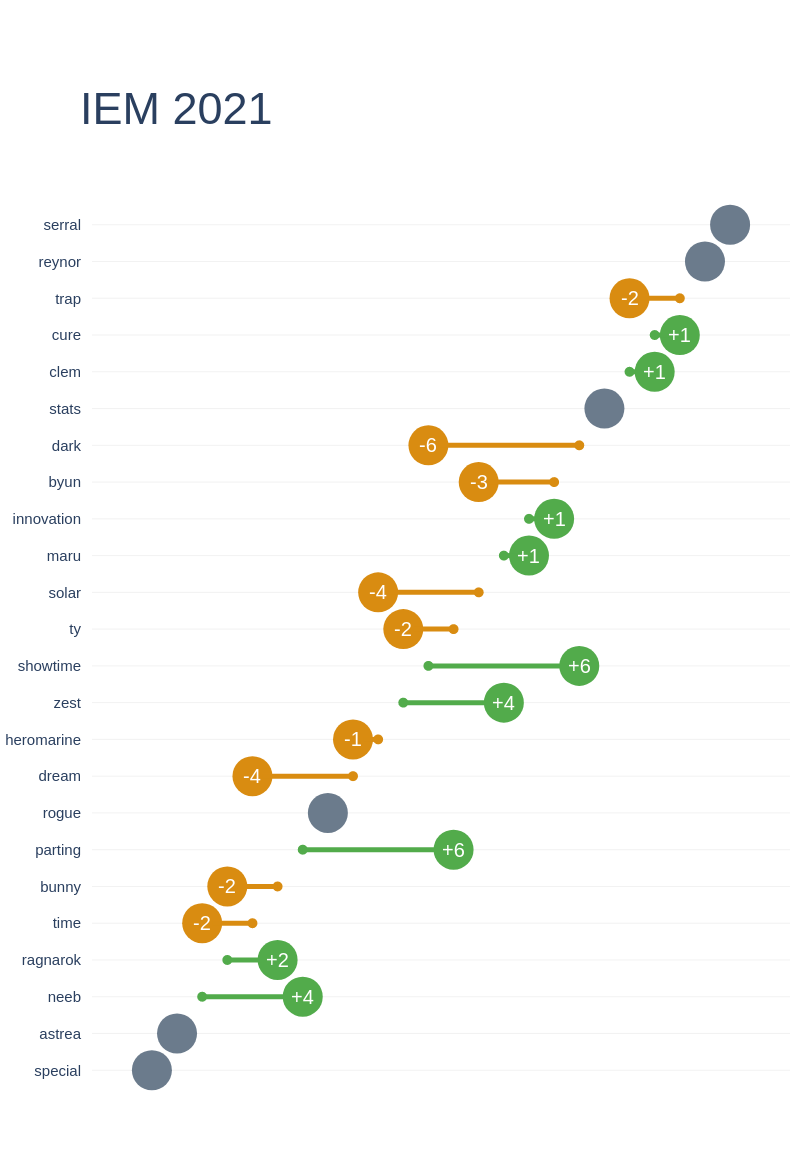 IEM 2021
serral
reynor
trap -2
cure +1
clem +1
stats
dark -6
byun -3
innovation +1
maru +1
solar -4
ty -2
showtime +6
zest +4
heromarine -1
dream -4
rogue
parting +6
bunny -2
time -2
ragnarok +2
neeb +4
astrea
special